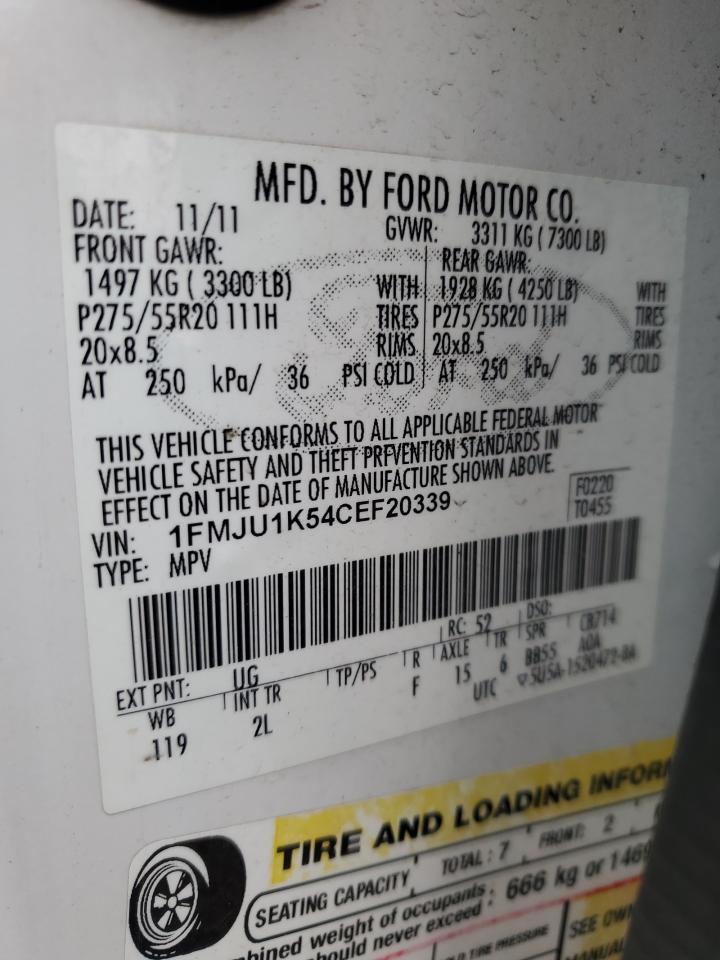 MFD. BY FORD MOTOR CO.
DATE: 11/11 GVWR: 3311 KG ( 7300 LB)
FRONT GAWR: REAR GAWR:
1497 KG ( 3300 LB) WITH 1928 KG ( 4250 LB) WITH
P275/55R20 111H TIRES P275/55R20 111H TIRES
20x8.5 RIMS 20x8.5 RIMS
AT 250 kPa/ 36 PSI COLD AT 250 kPa/ 36 PSI COLD
THIS VEHICLE CONFORMS TO ALL APPLICABLE FEDERAL MOTOR
VEHICLE SAFETY AND THEFT PREVENTION STANDARDS IN
EFFECT ON THE DATE OF MANUFACTURE SHOWN ABOVE.
F0220
VIN: 1FMJU1K54CEF20339 T0455
TYPE: MPV
EXT PNT: UG RC: 52 DSO: CB714
WB INT TR TP/PS R AXLE TR SPR AOA
119 2L F 15 6 BB55
UTC
TIRE AND LOADING INFOR
SEATING CAPACITY TOTAL : 7 FRONT: 2
bined weight of occupants : 666 kg or 146
should never exceed :
SEE OW